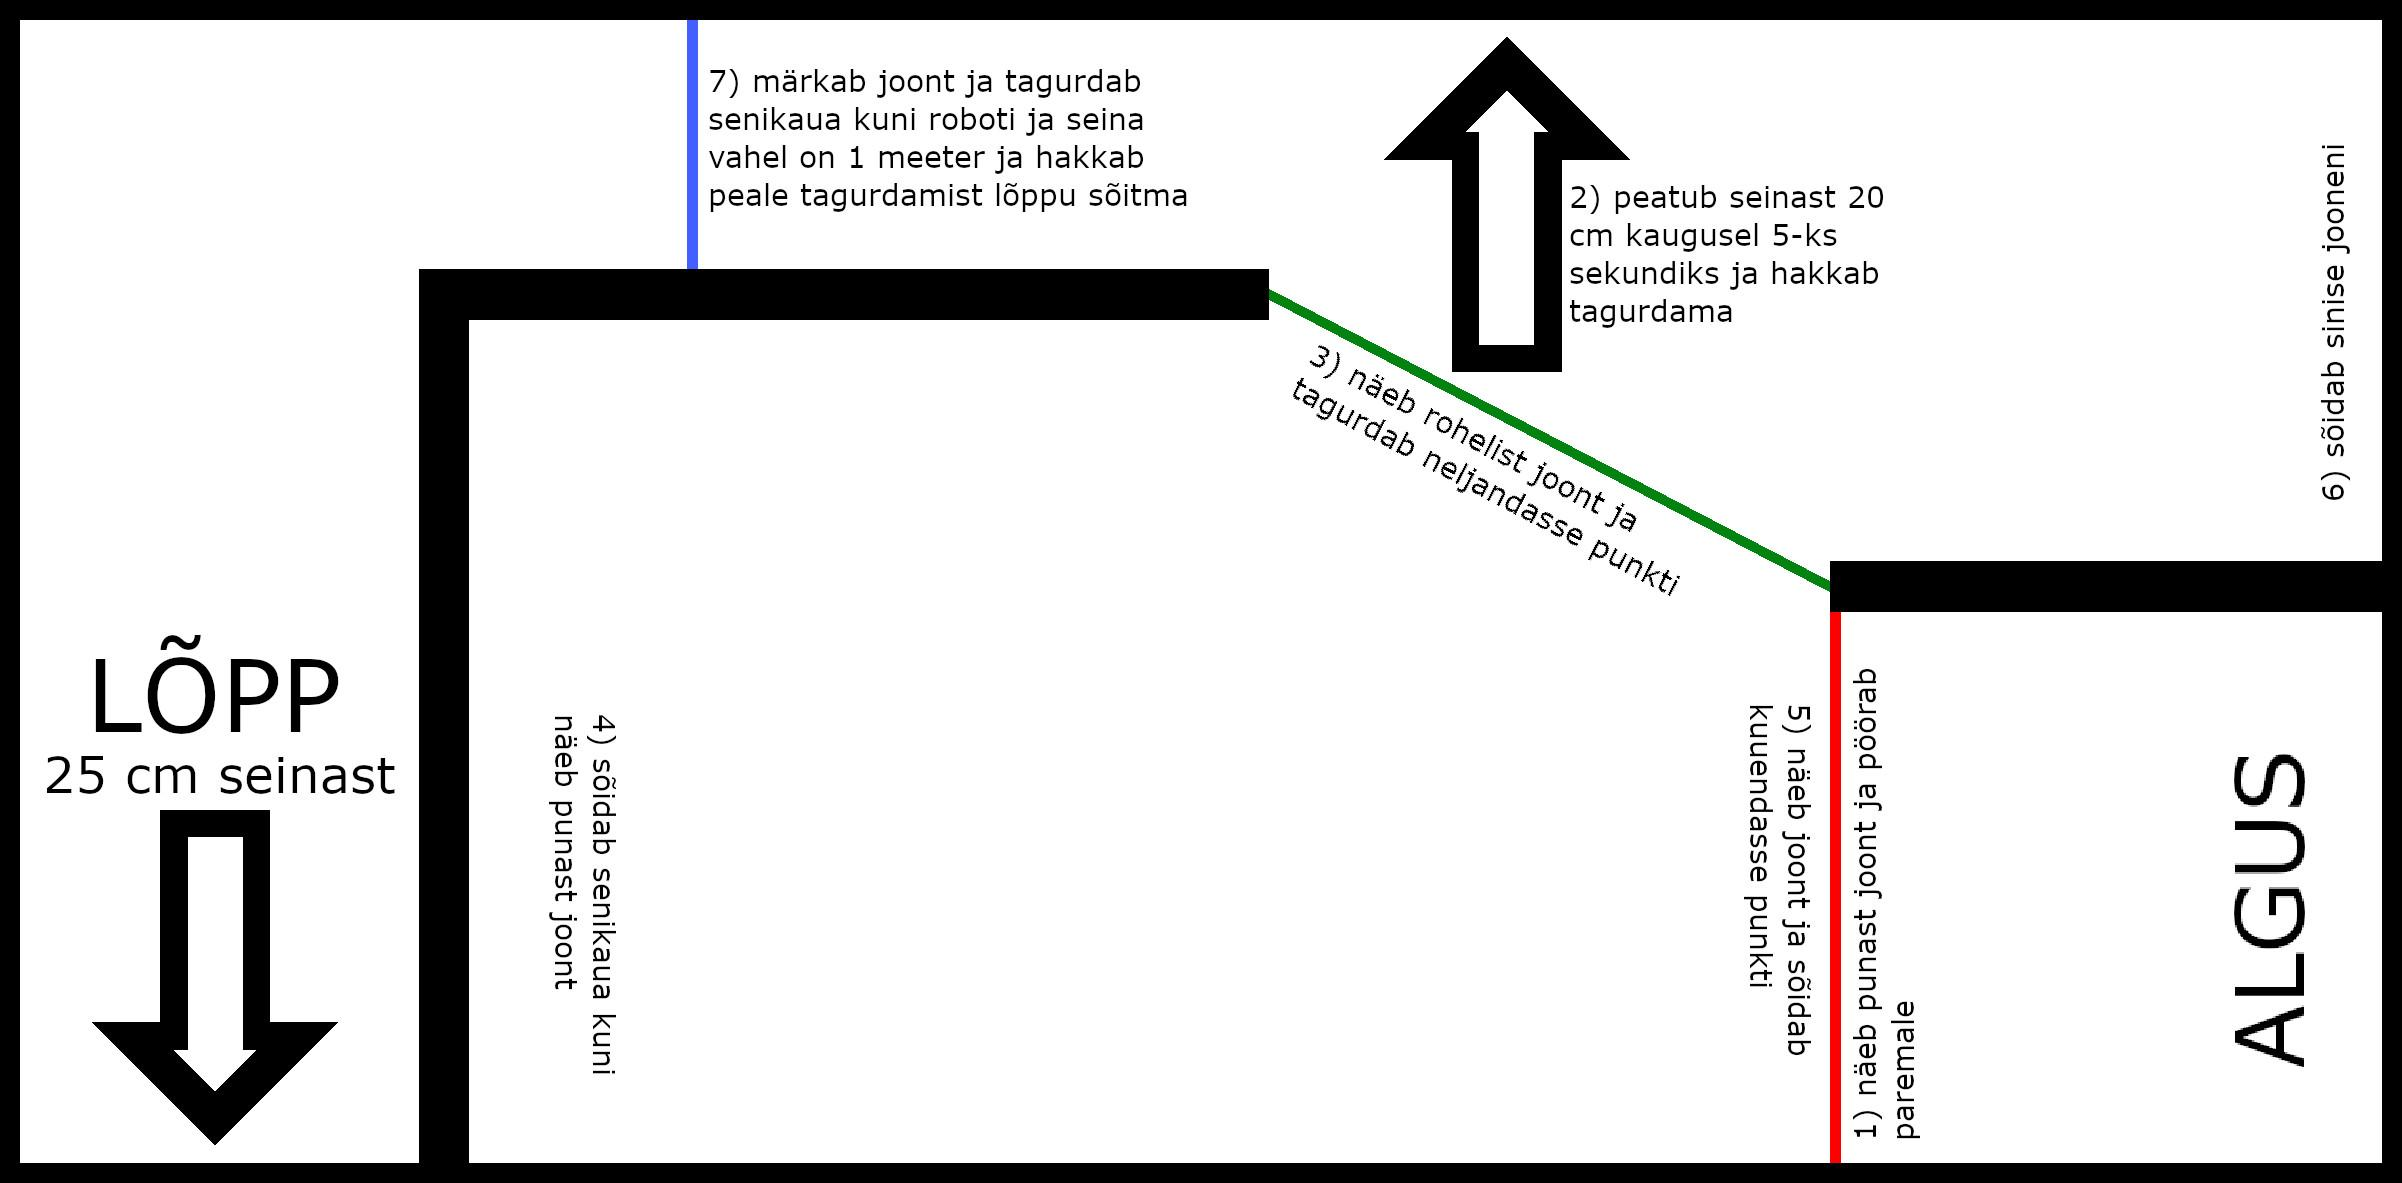 7) märkab joont ja tagurdab
senikaua kuni roboti ja seina
vahel on 1 meeter ja hakkab
peale tagurdamist lõppu sõitma
2) peatub seinast 20
cm kaugusel 5-ks
sekundiks ja hakkab
tagurdama
6) sõidab sinise jooneni
3) näeb rohelist joont ja
tagurdab neljandasse punkti
LÕPP
25 cm seinast
4) sõidab senikaua kuni
näeb punast joont
5) näeb joont ja sõidab
kuuendasse punkti
1) näeb punast joont ja pöörab
paremale
ALGUS